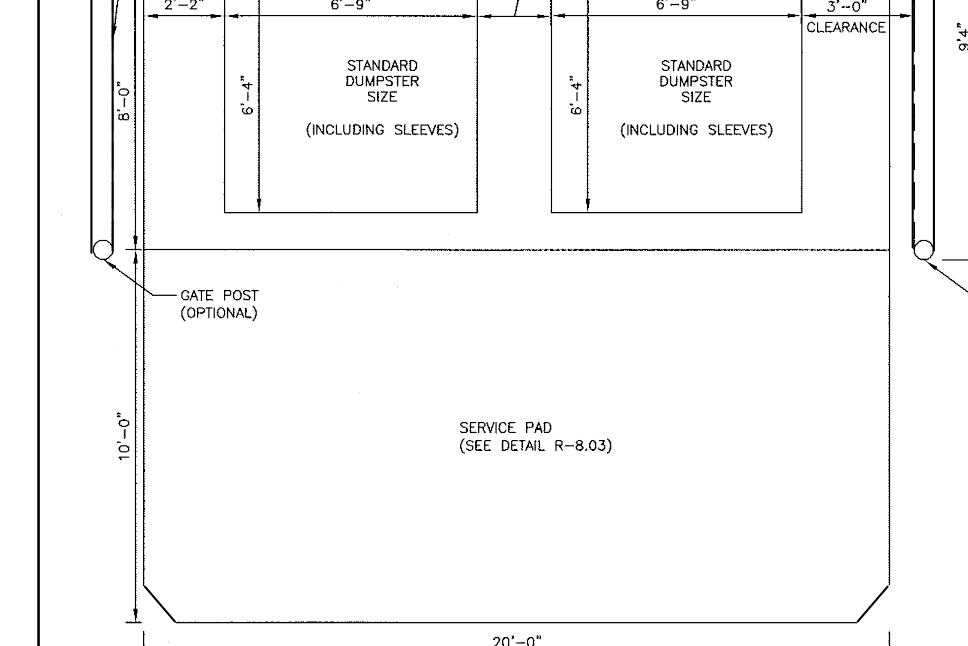 2'-2"
6'-9"
6'-9"
3'-0"
CLEARANCE
9'4"
8'-0"
6'-4"
STANDARD
DUMPSTER
SIZE
(INCLUDING SLEEVES)
6'-4"
STANDARD
DUMPSTER
SIZE
(INCLUDING SLEEVES)
GATE POST
(OPTIONAL)
10'-0"
SERVICE PAD
(SEE DETAIL R-8.03)
20'-0"